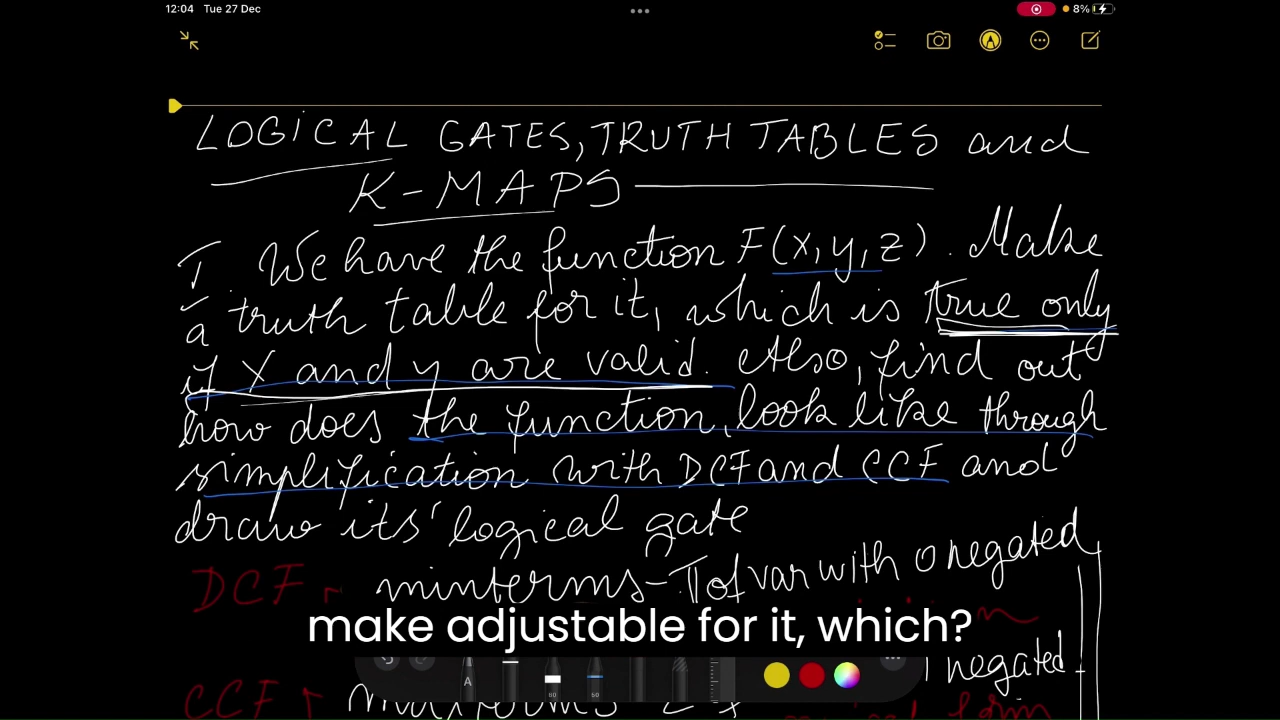 12:04 Tue 27 Dec
8%
LOGICAL GATES, TRUTH TABLES and
K-MAPS
I We have the function F(x, y, z). Make
a truth table for it, which is true only
if x and y are valid. Also, find out
how does the function look like through
simplification with DCF and CCF and
draw its' logical gate
DCF minterms - π of var with 0 negated
make adjustable for it, which?
negated
CCF
form